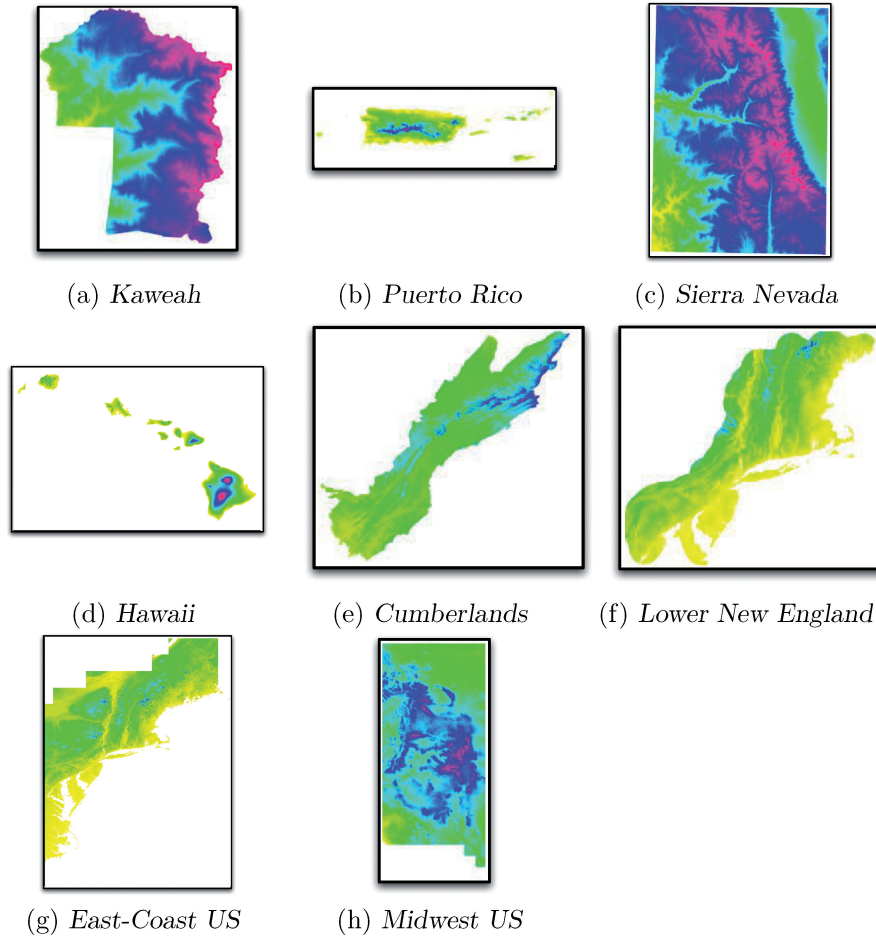 (a) Kaweah
(b) Puerto Rico
(c) Sierra Nevada
(d) Hawaii
(e) Cumberlands
(f) Lower New England
(g) East-Coast US
(h) Midwest US